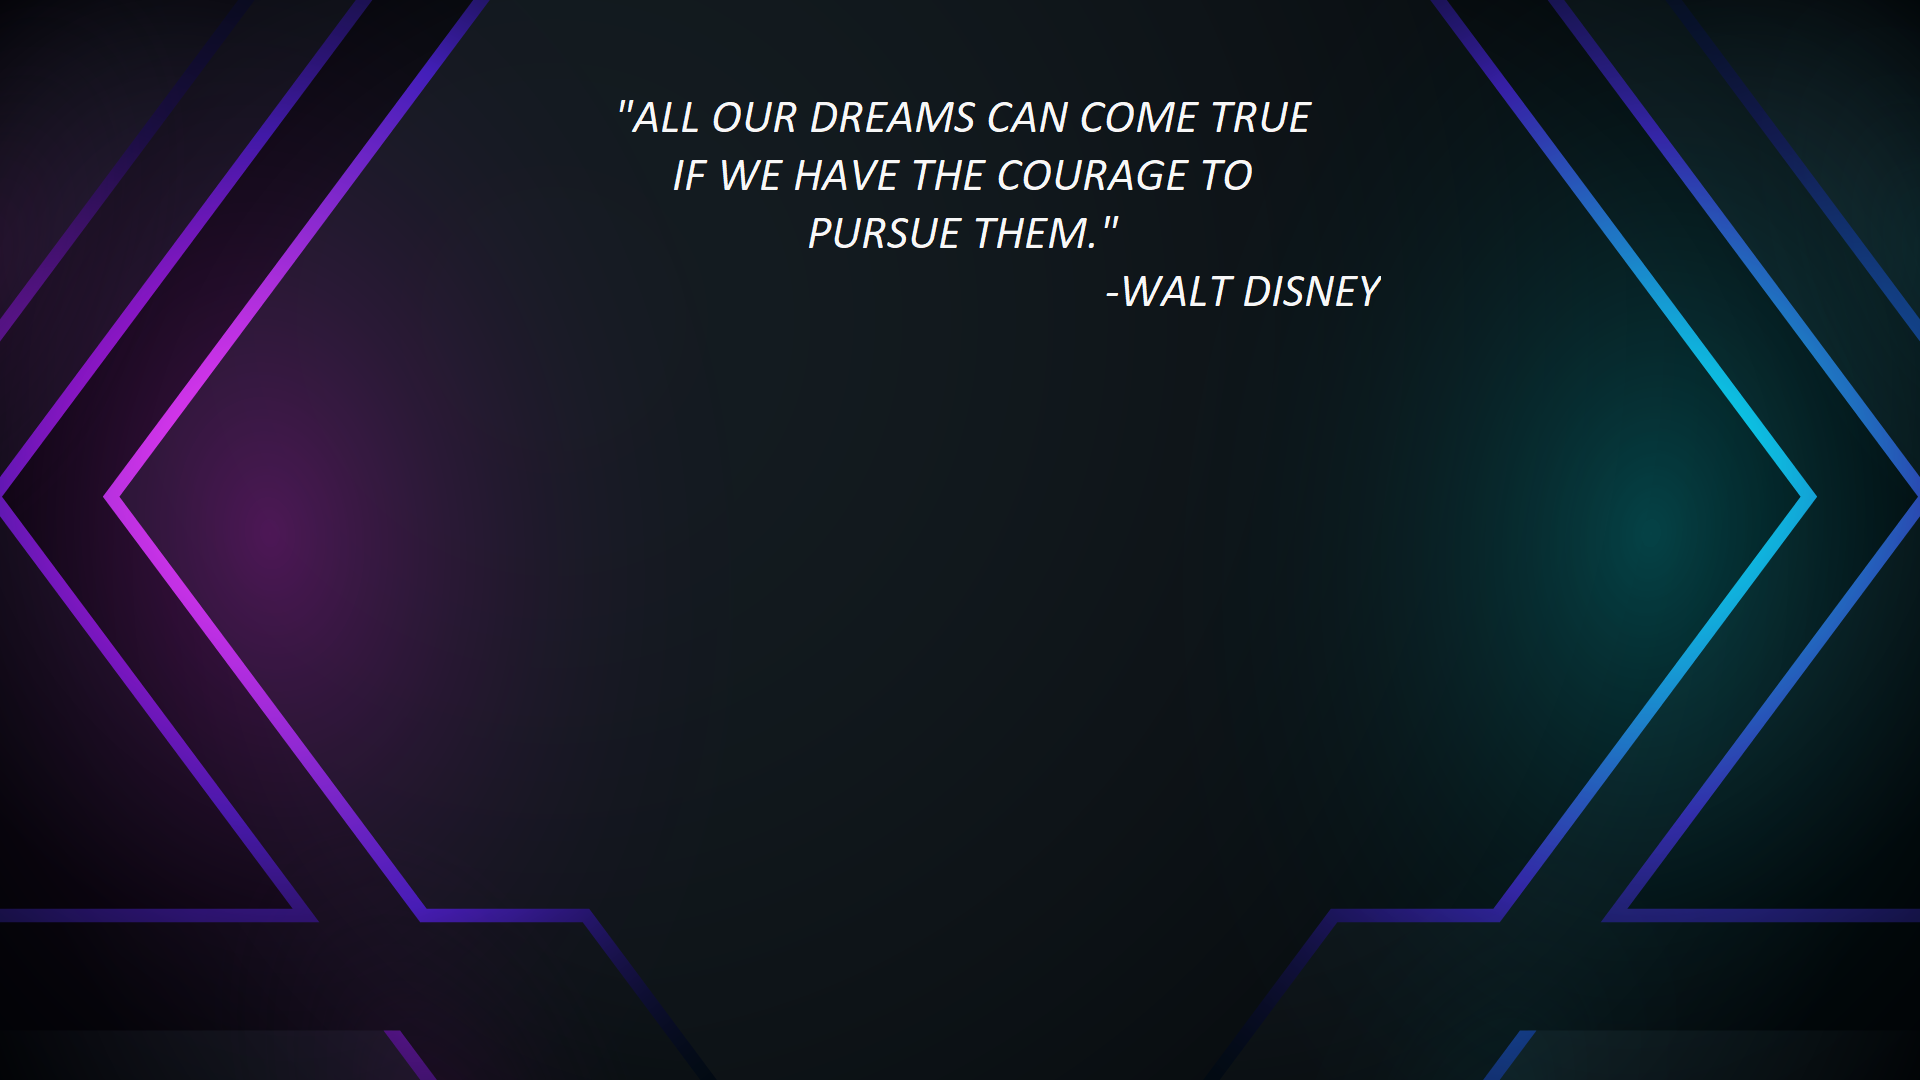 "ALL OUR DREAMS CAN COME TRUE
IF WE HAVE THE COURAGE TO
PURSUE THEM."
-WALT DISNEY